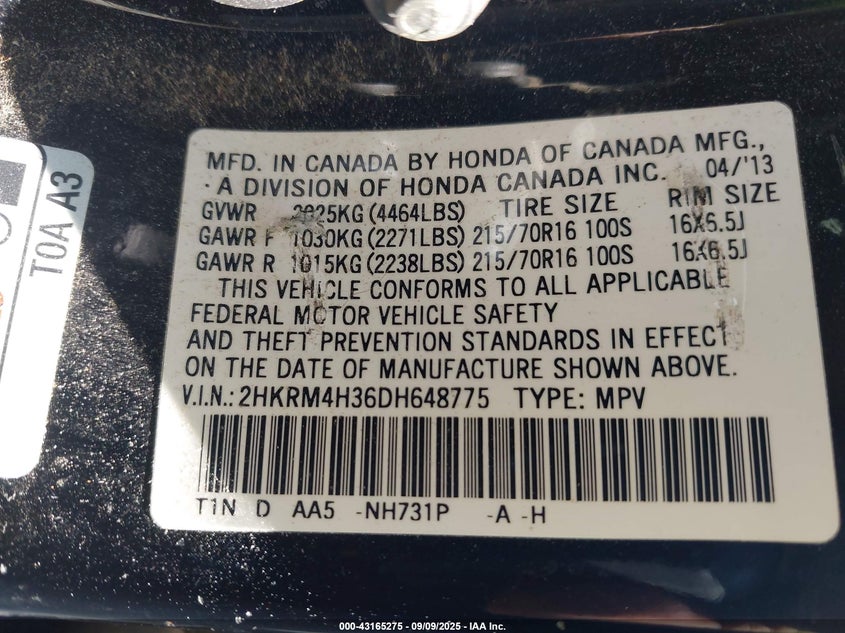 MFD. IN CANADA BY HONDA OF CANADA MFG.,
A DIVISION OF HONDA CANADA INC. 04/'13
GVWR 2025KG (4464LBS) TIRE SIZE RIM SIZE
GAWR F 1030KG (2271LBS) 215/70R16 100S 16X6.5J
GAWR R 1015KG (2238LBS) 215/70R16 100S 16X6.5J
THIS VEHICLE CONFORMS TO ALL APPLICABLE
FEDERAL MOTOR VEHICLE SAFETY
AND THEFT PREVENTION STANDARDS IN EFFECT
ON THE DATE OF MANUFACTURE SHOWN ABOVE.
V.I.N.: 2HKRM4H36DH648775 TYPE: MPV
T1N D AA5 -NH731P -A -H
T0A A3
000-43165275 - 09/09/2025 - IAA Inc.